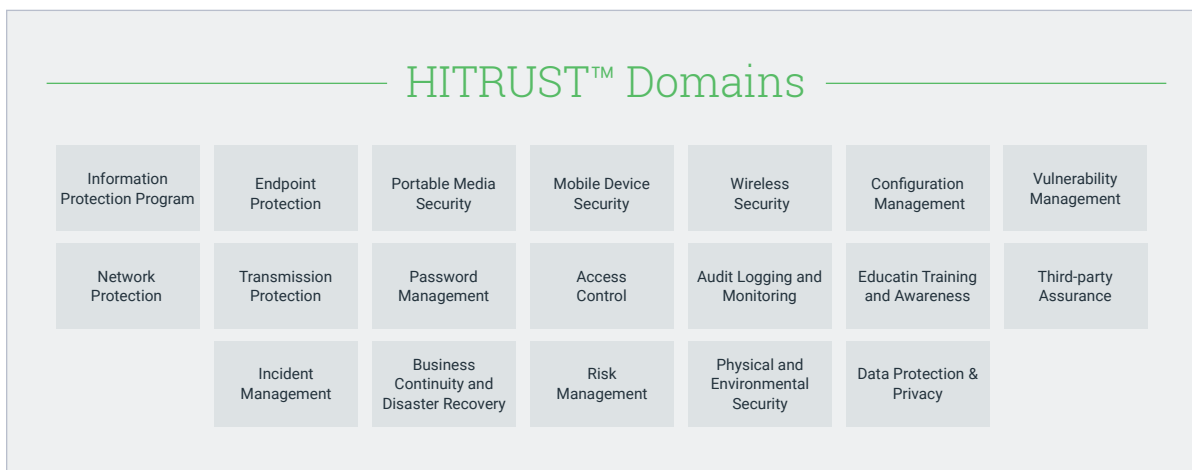 HITRUST™ Domains
Information
Protection Program
Endpoint
Protection
Portable Media
Security
Mobile Device
Security
Wireless
Security
Configuration
Management
Vulnerability
Management
Network
Protection
Transmission
Protection
Password
Management
Access
Control
Audit Logging and
Monitoring
Educatin Training
and Awareness
Third-party
Assurance
Incident
Management
Business
Continuity and
Disaster Recovery
Risk
Management
Physical and
Environmental
Security
Data Protection &
Privacy